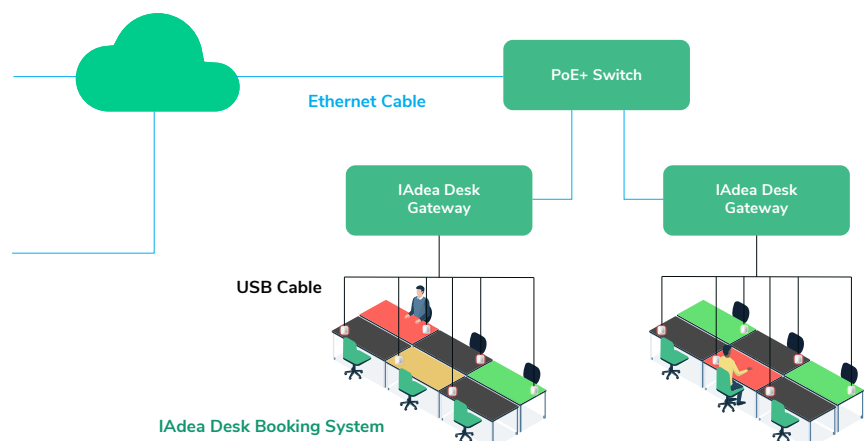 PoE+ Switch
Ethernet Cable
IAdea Desk
Gateway
IAdea Desk
Gateway
USB Cable
IAdea Desk Booking System